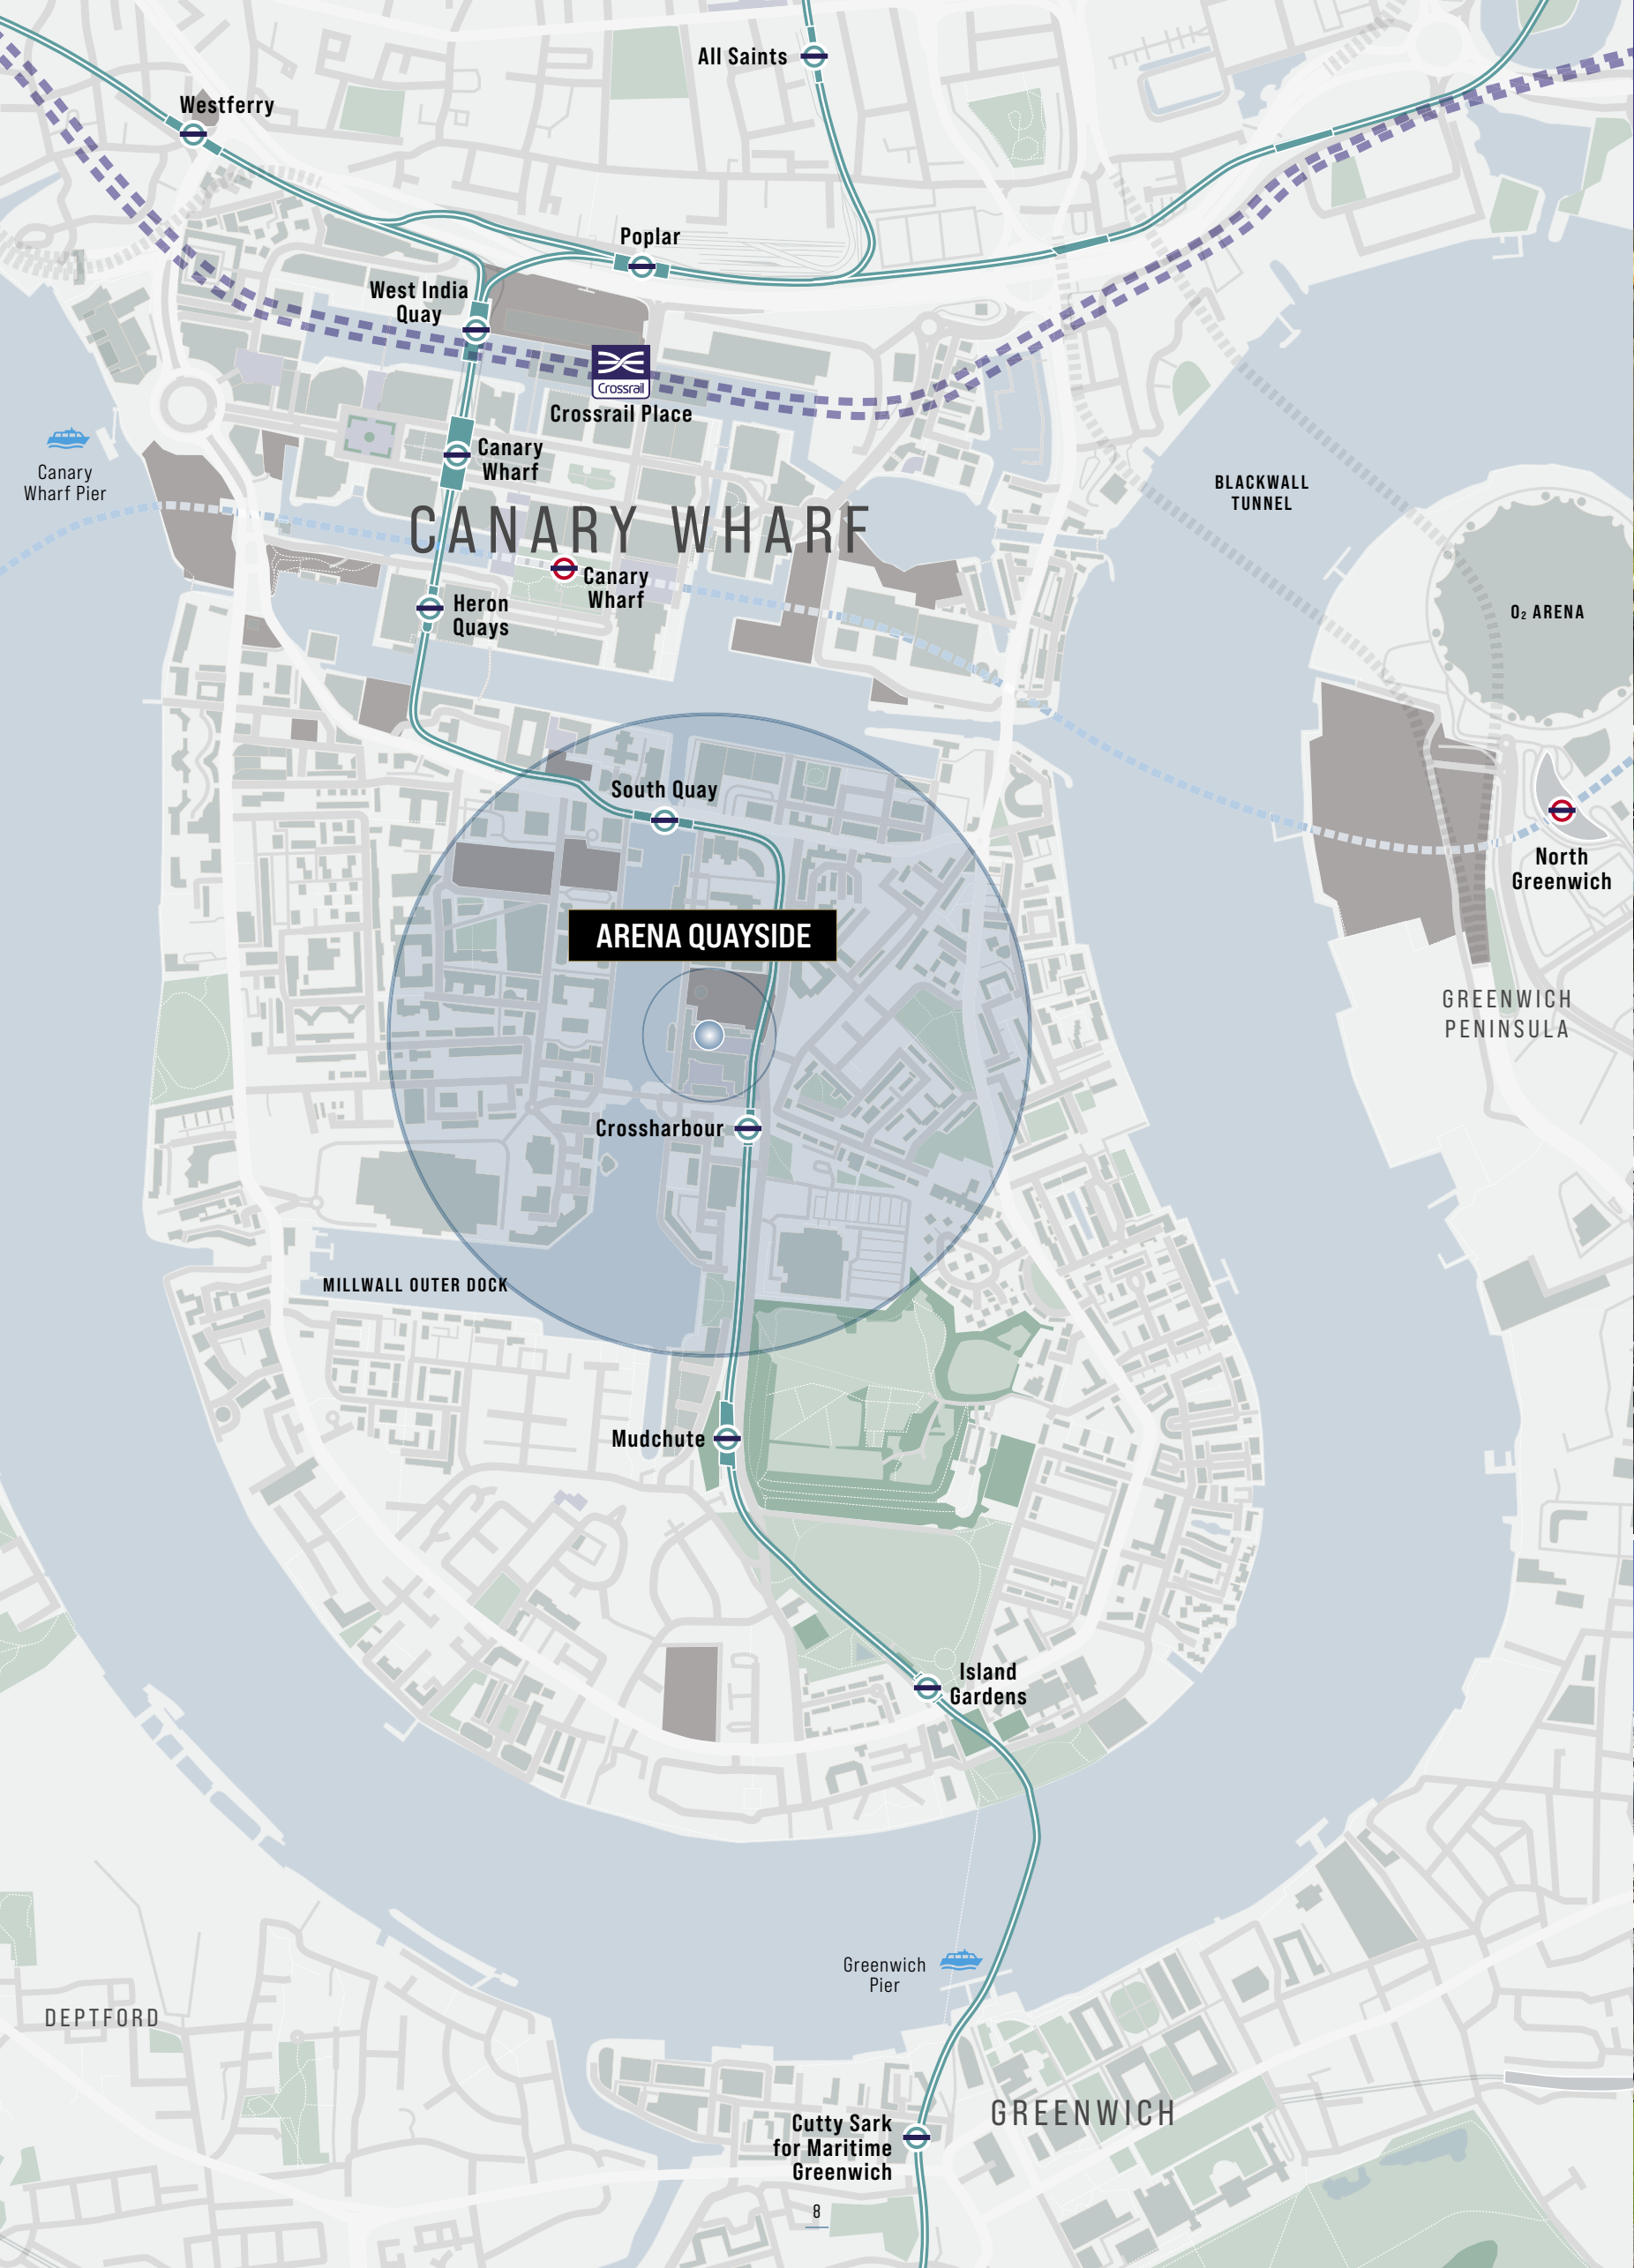 All Saints
Westferry
Poplar
West India
Quay
Crossrail
Crossrail Place
Canary
Wharf
Canary
Wharf Pier
BLACKWALL
TUNNEL
CANARY WHARF
Canary
Wharf
Heron
Quays
O₂ ARENA
South Quay
North
Greenwich
ARENA QUAYSIDE
GREENWICH
PENINSULA
Crossharbour
MILLWALL OUTER DOCK
Mudchute
Island
Gardens
Greenwich
Pier
DEPTFORD
GREENWICH
Cutty Sark
for Maritime
Greenwich
8